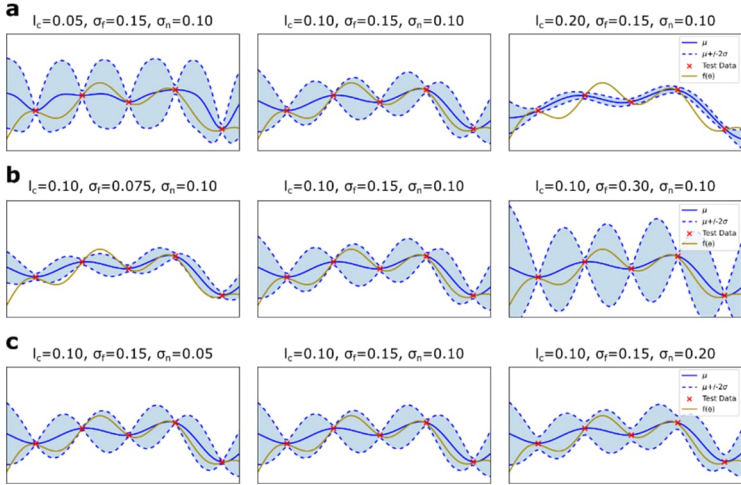 a
l_c=0.05, σ_f=0.15, σ_n=0.10
l_c=0.10, σ_f=0.15, σ_n=0.10
l_c=0.20, σ_f=0.15, σ_n=0.10
μ
μ+/-2σ
Test Data
f(e)
b
l_c=0.10, σ_f=0.075, σ_n=0.10
l_c=0.10, σ_f=0.15, σ_n=0.10
l_c=0.10, σ_f=0.30, σ_n=0.10
μ
μ+/-2σ
Test Data
f(e)
c
l_c=0.10, σ_f=0.15, σ_n=0.05
l_c=0.10, σ_f=0.15, σ_n=0.10
l_c=0.10, σ_f=0.15, σ_n=0.20
μ
μ+/-2σ
Test Data
f(e)